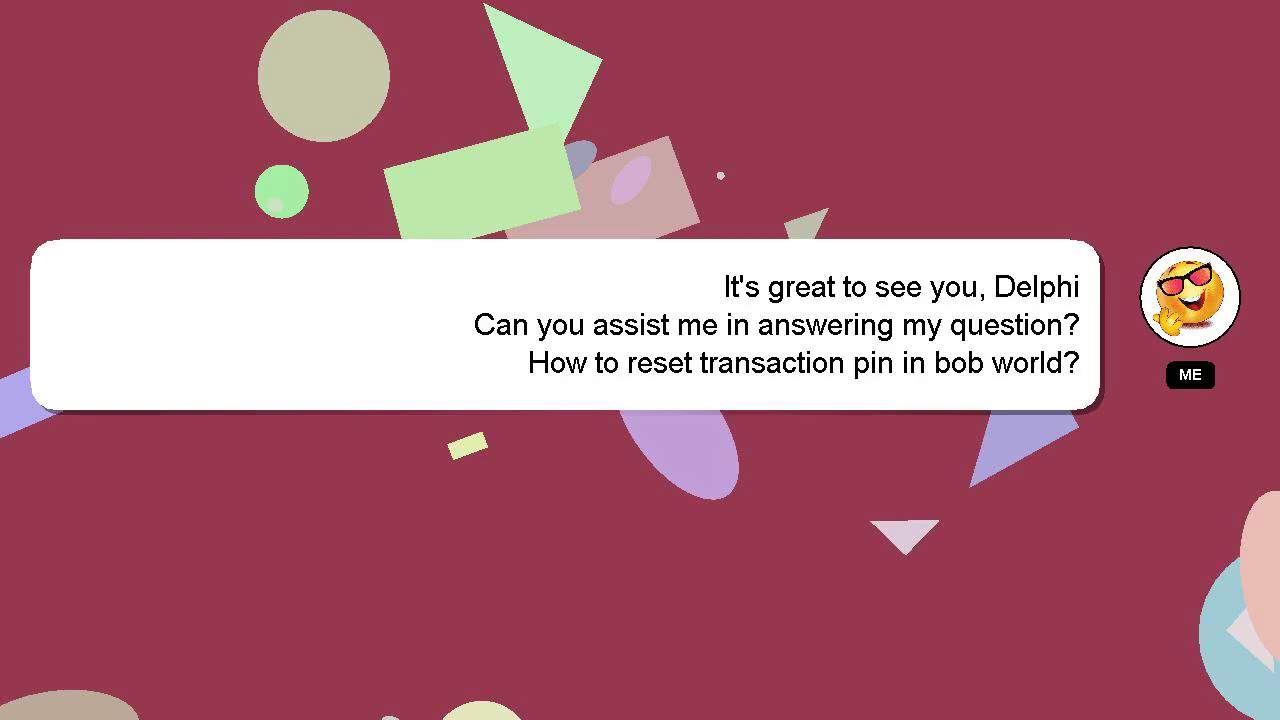 It's great to see you, Delphi
Can you assist me in answering my question?
How to reset transaction pin in bob world?
ME